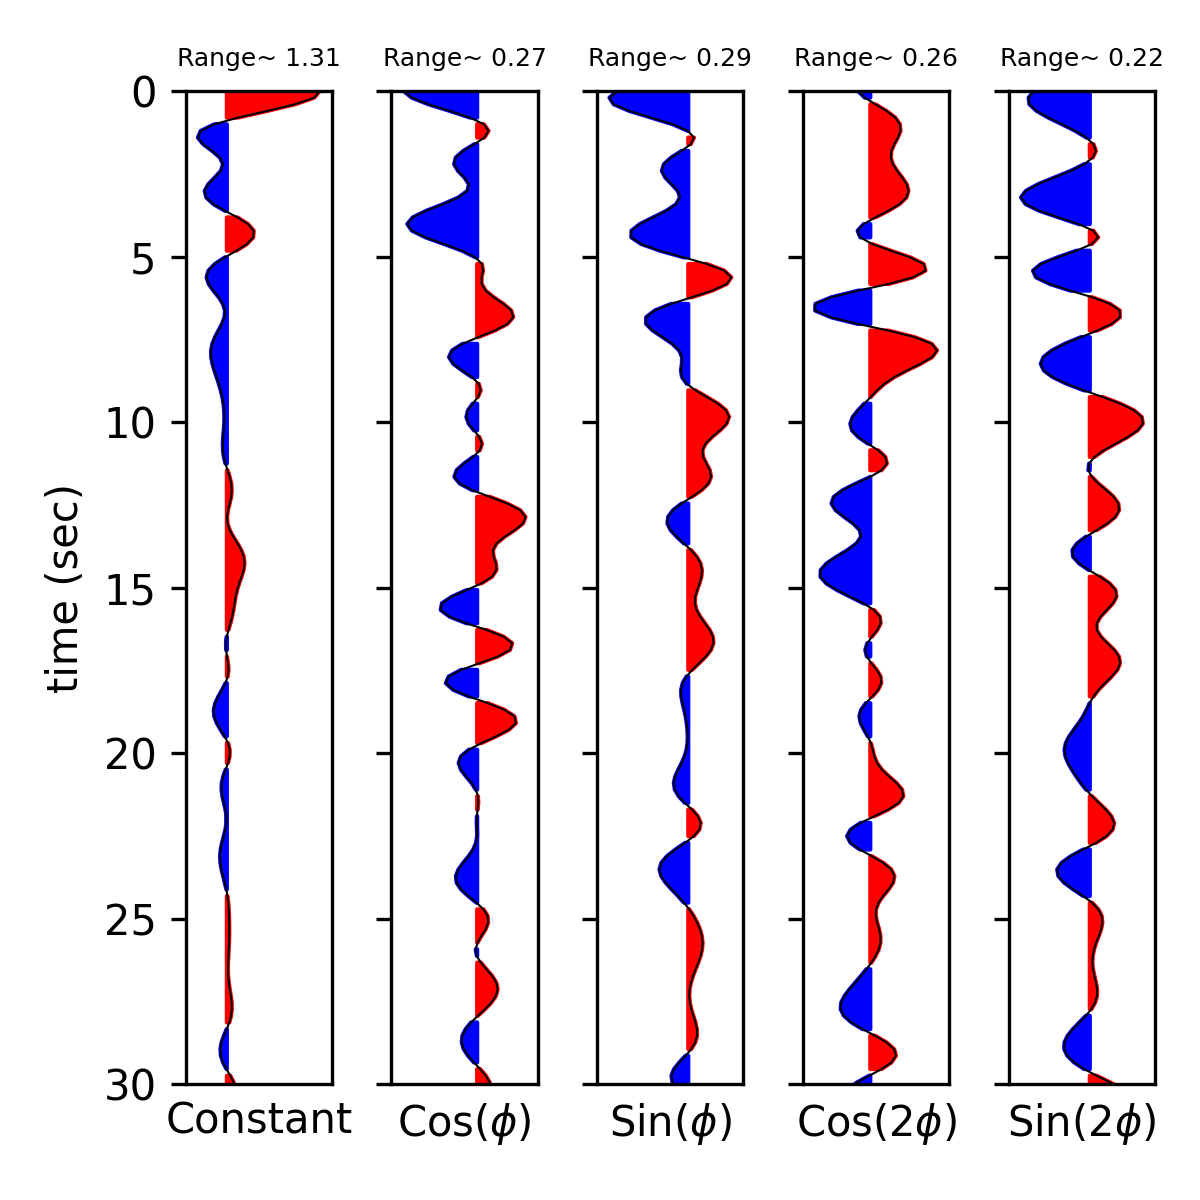 Range~ 1.31 Range~ 0.27 Range~ 0.29 Range~ 0.26 Range~ 0.22
0
5
10
15
20
25
30
time (sec)
Constant Cos(ϕ) Sin(ϕ) Cos(2ϕ) Sin(2ϕ)